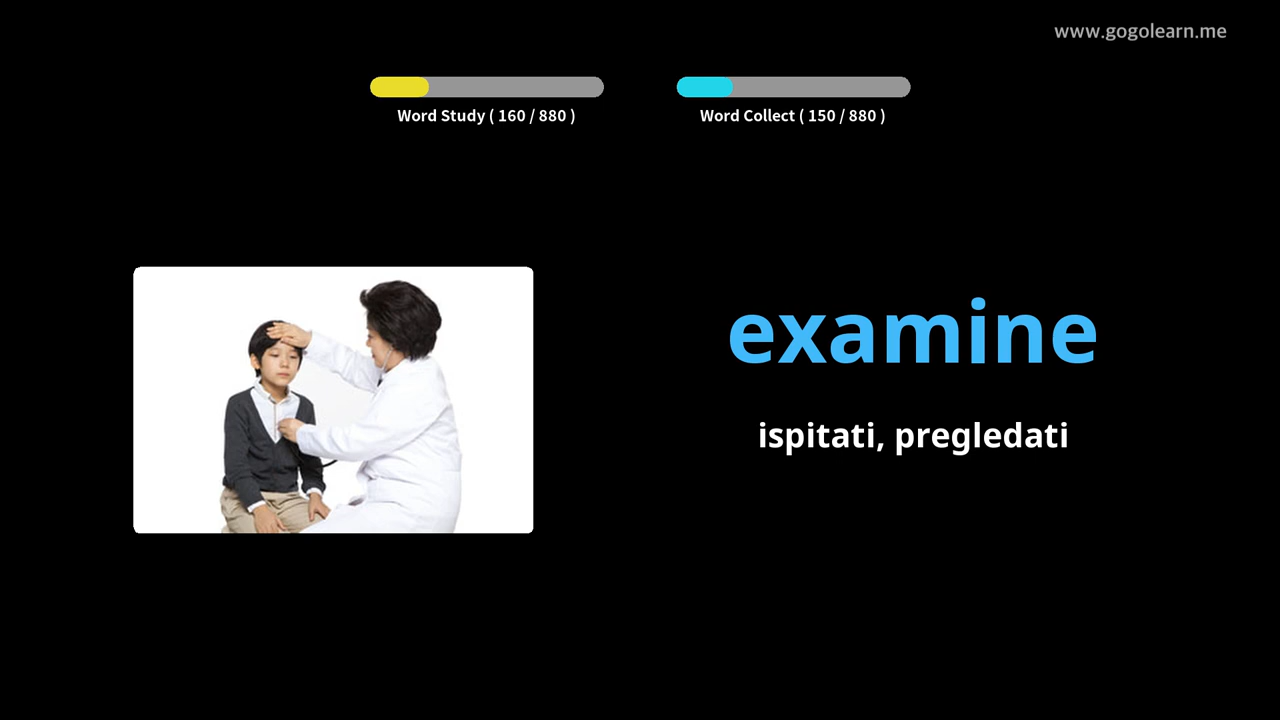 www.gogolearn.me
Word Study ( 160 / 880 )
Word Collect ( 150 / 880 )
examine
ispitati, pregledati